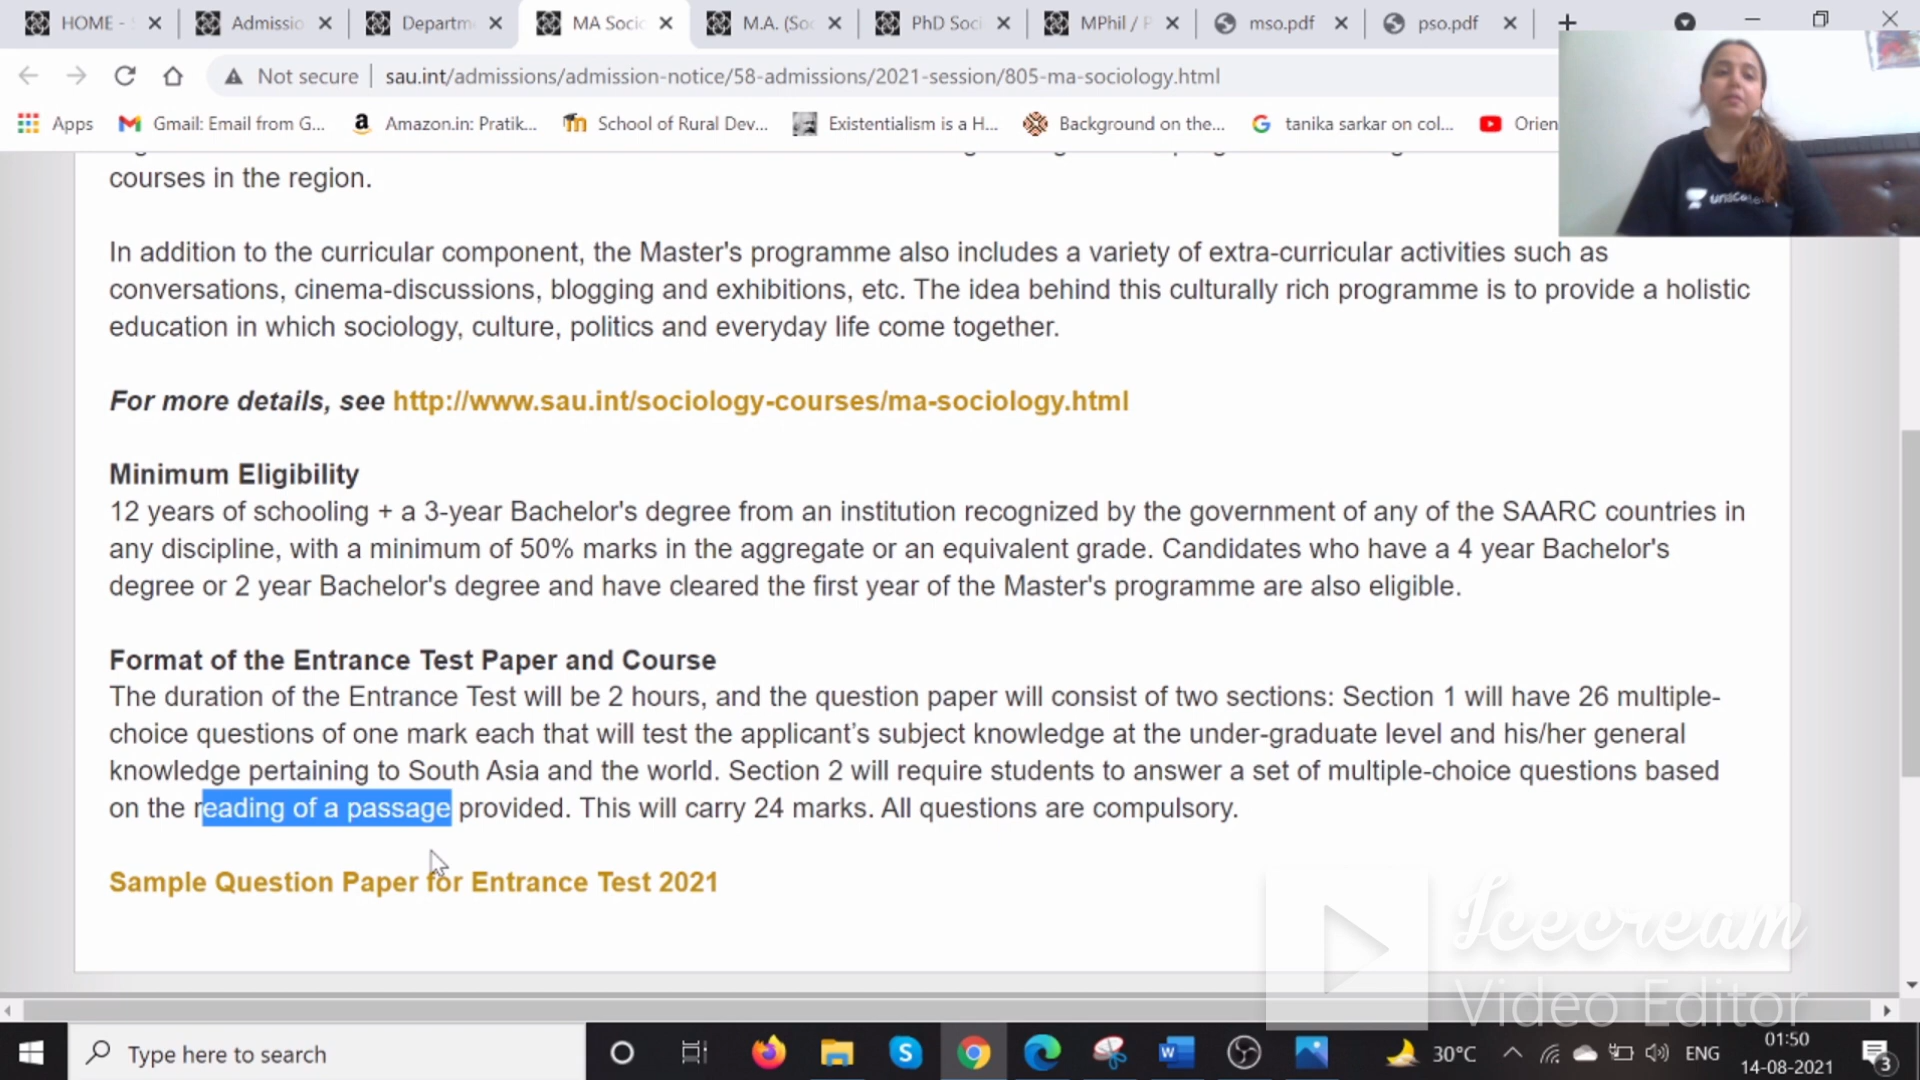 HOME -
Admissio
Departm
MA Soci
M.A. (Soc
PhD Soci
MPhil /
mso.pdf
pso.pdf
Not secure
sau.int/admissions/admission-notice/58-admissions/2021-session/805-ma-sociology.html
Apps
Gmail: Email from G...
Amazon.in: Pratik...
School of Rural Dev...
Existentialism is a H...
Background on the...
tanika sarkar on col...
Orien
courses in the region.
In addition to the curricular component, the Master's programme also includes a variety of extra-curricular activities such as
conversations, cinema-discussions, blogging and exhibitions, etc. The idea behind this culturally rich programme is to provide a holistic
education in which sociology, culture, politics and everyday life come together.
For more details, see http://www.sau.int/sociology-courses/ma-sociology.html
Minimum Eligibility
12 years of schooling + a 3-year Bachelor's degree from an institution recognized by the government of any of the SAARC countries in
any discipline, with a minimum of 50% marks in the aggregate or an equivalent grade. Candidates who have a 4 year Bachelor's
degree or 2 year Bachelor's degree and have cleared the first year of the Master's programme are also eligible.
Format of the Entrance Test Paper and Course
The duration of the Entrance Test will be 2 hours, and the question paper will consist of two sections: Section 1 will have 26 multiple-
choice questions of one mark each that will test the applicant’s subject knowledge at the under-graduate level and his/her general
knowledge pertaining to South Asia and the world. Section 2 will require students to answer a set of multiple-choice questions based
on the reading of a passage provided. This will carry 24 marks. All questions are compulsory.
Sample Question Paper for Entrance Test 2021
Icecream
Video Editor
Type here to search
30°C
ENG
01:50
14-08-2021
3